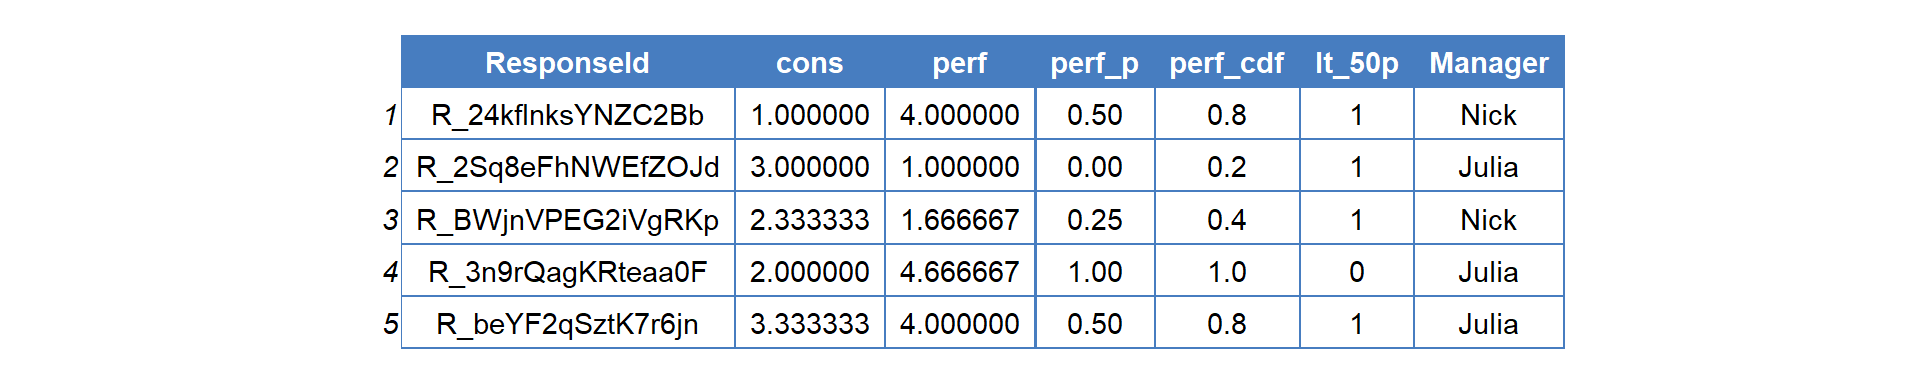 ResponseId cons perf perf_p perf_cdf lt_50p Manager
1 R_24kflnksYNZC2Bb 1.000000 4.000000 0.50 0.8 1 Nick
2 R_2Sq8eFhNWEfZOJd 3.000000 1.000000 0.00 0.2 1 Julia
3 R_BWjnVPEG2iVgRKp 2.333333 1.666667 0.25 0.4 1 Nick
4 R_3n9rQagKRteaa0F 2.000000 4.666667 1.00 1.0 0 Julia
5 R_beYF2qSztK7r6jn 3.333333 4.000000 0.50 0.8 1 Julia